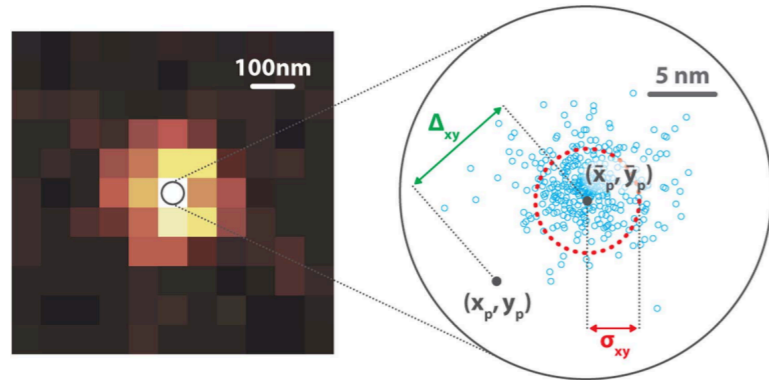 100nm
5 nm
Δxy
(x̄p, ȳp)
(xp, yp)
σxy